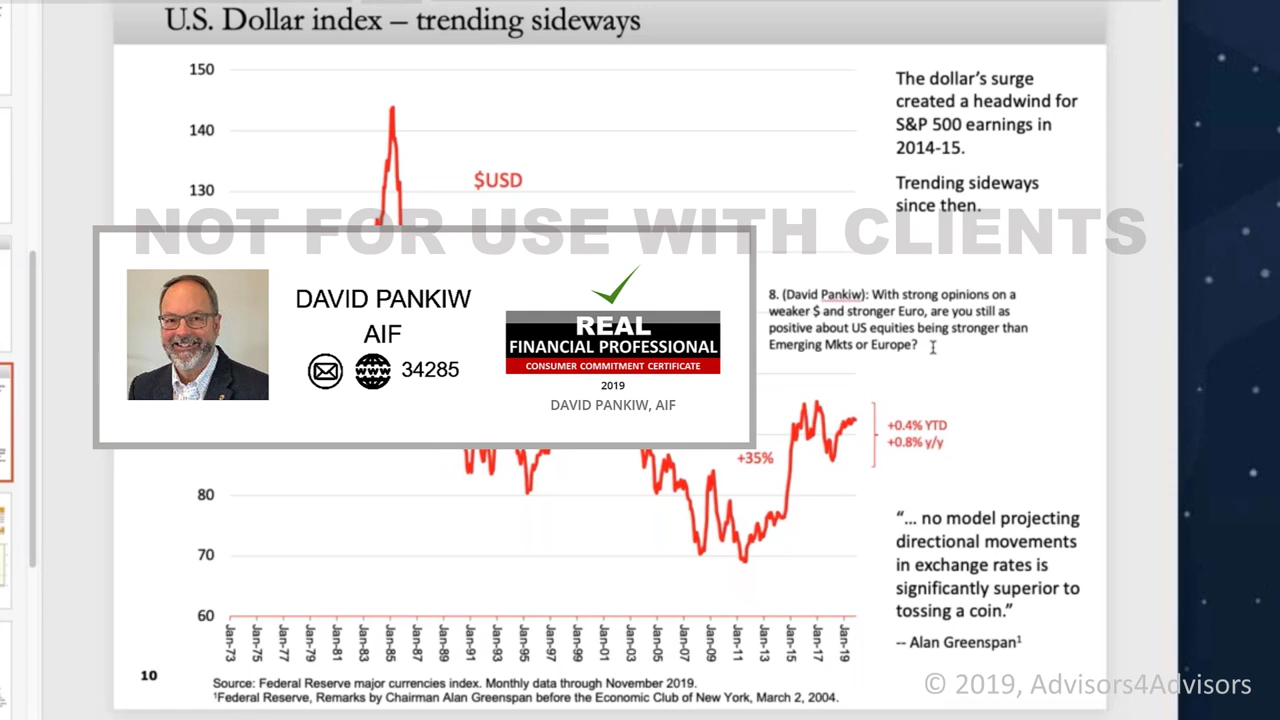 U.S. Dollar index – trending sideways
150
140
130
80
70
60
$USD
+35%
+0.4% YTD
+0.8% y/y
Jan-73
Jan-75
Jan-77
Jan-79
Jan-81
Jan-83
Jan-85
Jan-87
Jan-89
Jan-91
Jan-93
Jan-95
Jan-97
Jan-99
Jan-01
Jan-03
Jan-05
Jan-07
Jan-09
Jan-11
Jan-13
Jan-15
Jan-17
Jan-19
The dollar’s surge
created a headwind for
S&P 500 earnings in
2014-15.
Trending sideways
since then.
NOT FOR USE WITH CLIENTS
DAVID PANKIW
AIF
www
34285
REAL
FINANCIAL PROFESSIONAL
CONSUMER COMMITMENT CERTIFICATE
2019
DAVID PANKIW, AIF
8. (David Pankiw): With strong opinions on a
weaker $ and stronger Euro, are you still as
positive about US equities being stronger than
Emerging Mkts or Europe?
“... no model projecting
directional movements
in exchange rates is
significantly superior to
tossing a coin.”
-- Alan Greenspan¹
10
Source: Federal Reserve major currencies index. Monthly data through November 2019.
¹Federal Reserve, Remarks by Chairman Alan Greenspan before the Economic Club of New York, March 2, 2004.
© 2019, Advisors4Advisors